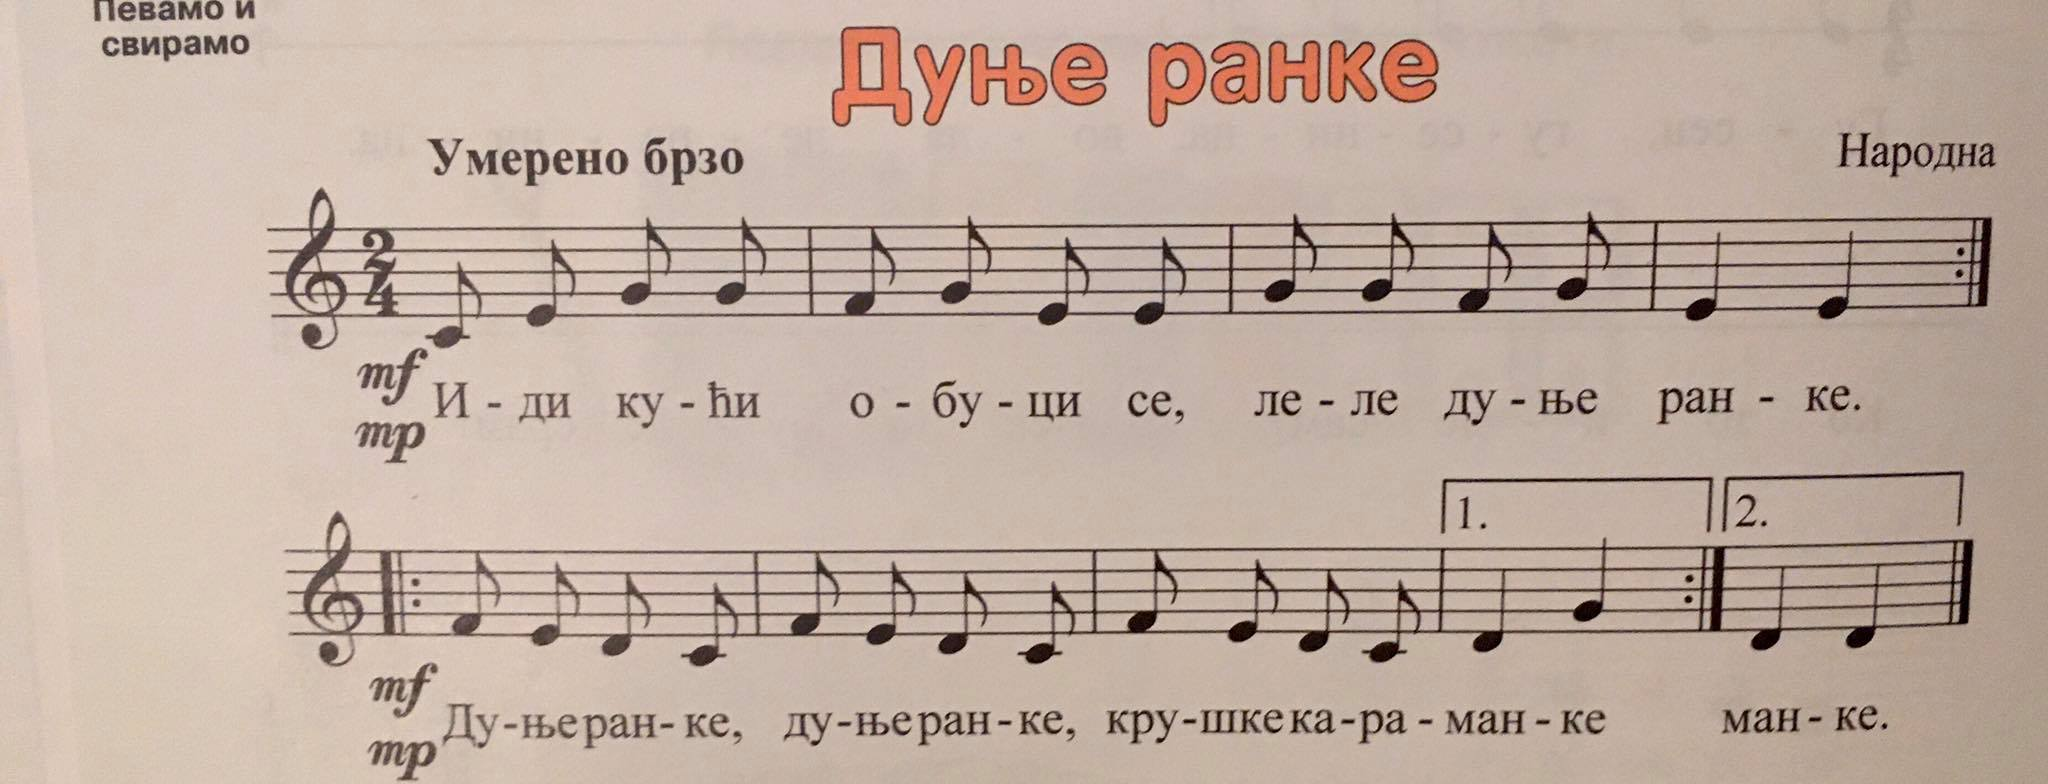 Певамо и
свирамо
Дуње ранке
Умерено брзо
Народна
2
4
mf
И - ди ку - ћи о - бу - ци се, ле - ле ду - ње ран - ке.
mp
1. 2.
mf
Ду-ње ран-ке, ду-ње ран-ке, кру-шке ка-ра-ман-ке ман-ке.
mp